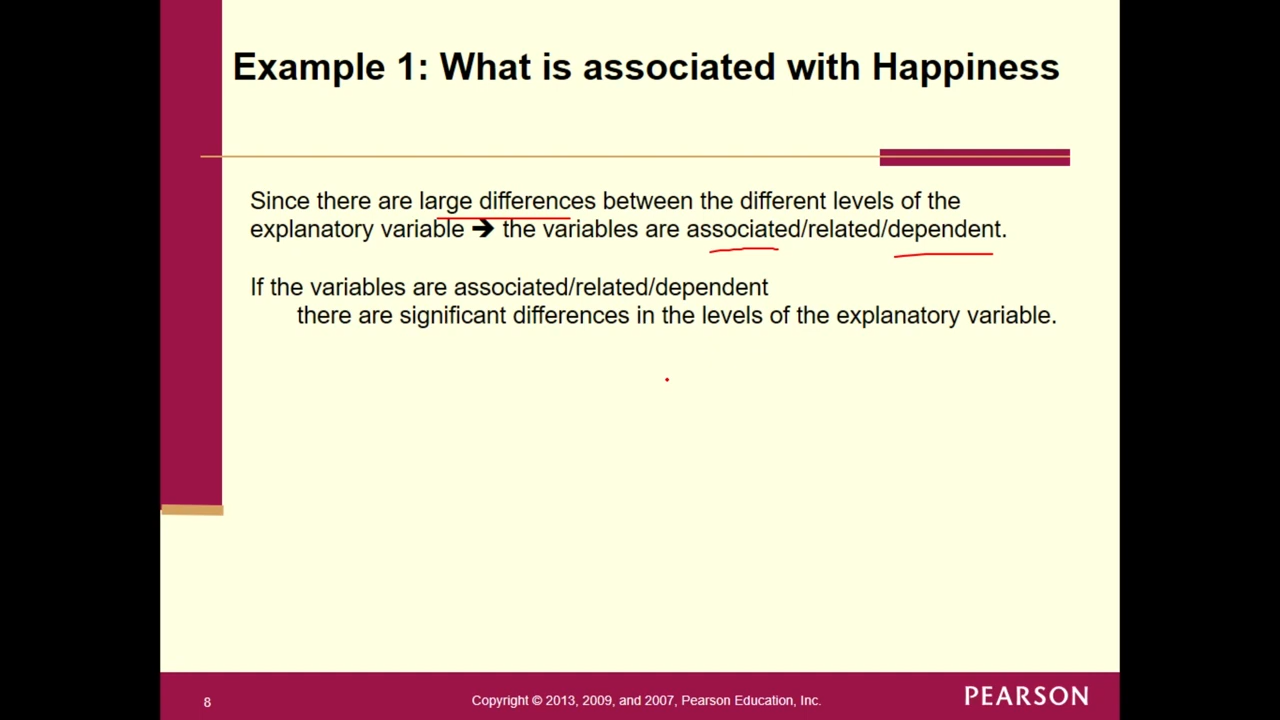 Example 1: What is associated with Happiness
Since there are large differences between the different levels of the
explanatory variable ➔ the variables are associated/related/dependent.
If the variables are associated/related/dependent
there are significant differences in the levels of the explanatory variable.
8
Copyright © 2013, 2009, and 2007, Pearson Education, Inc.
PEARSON